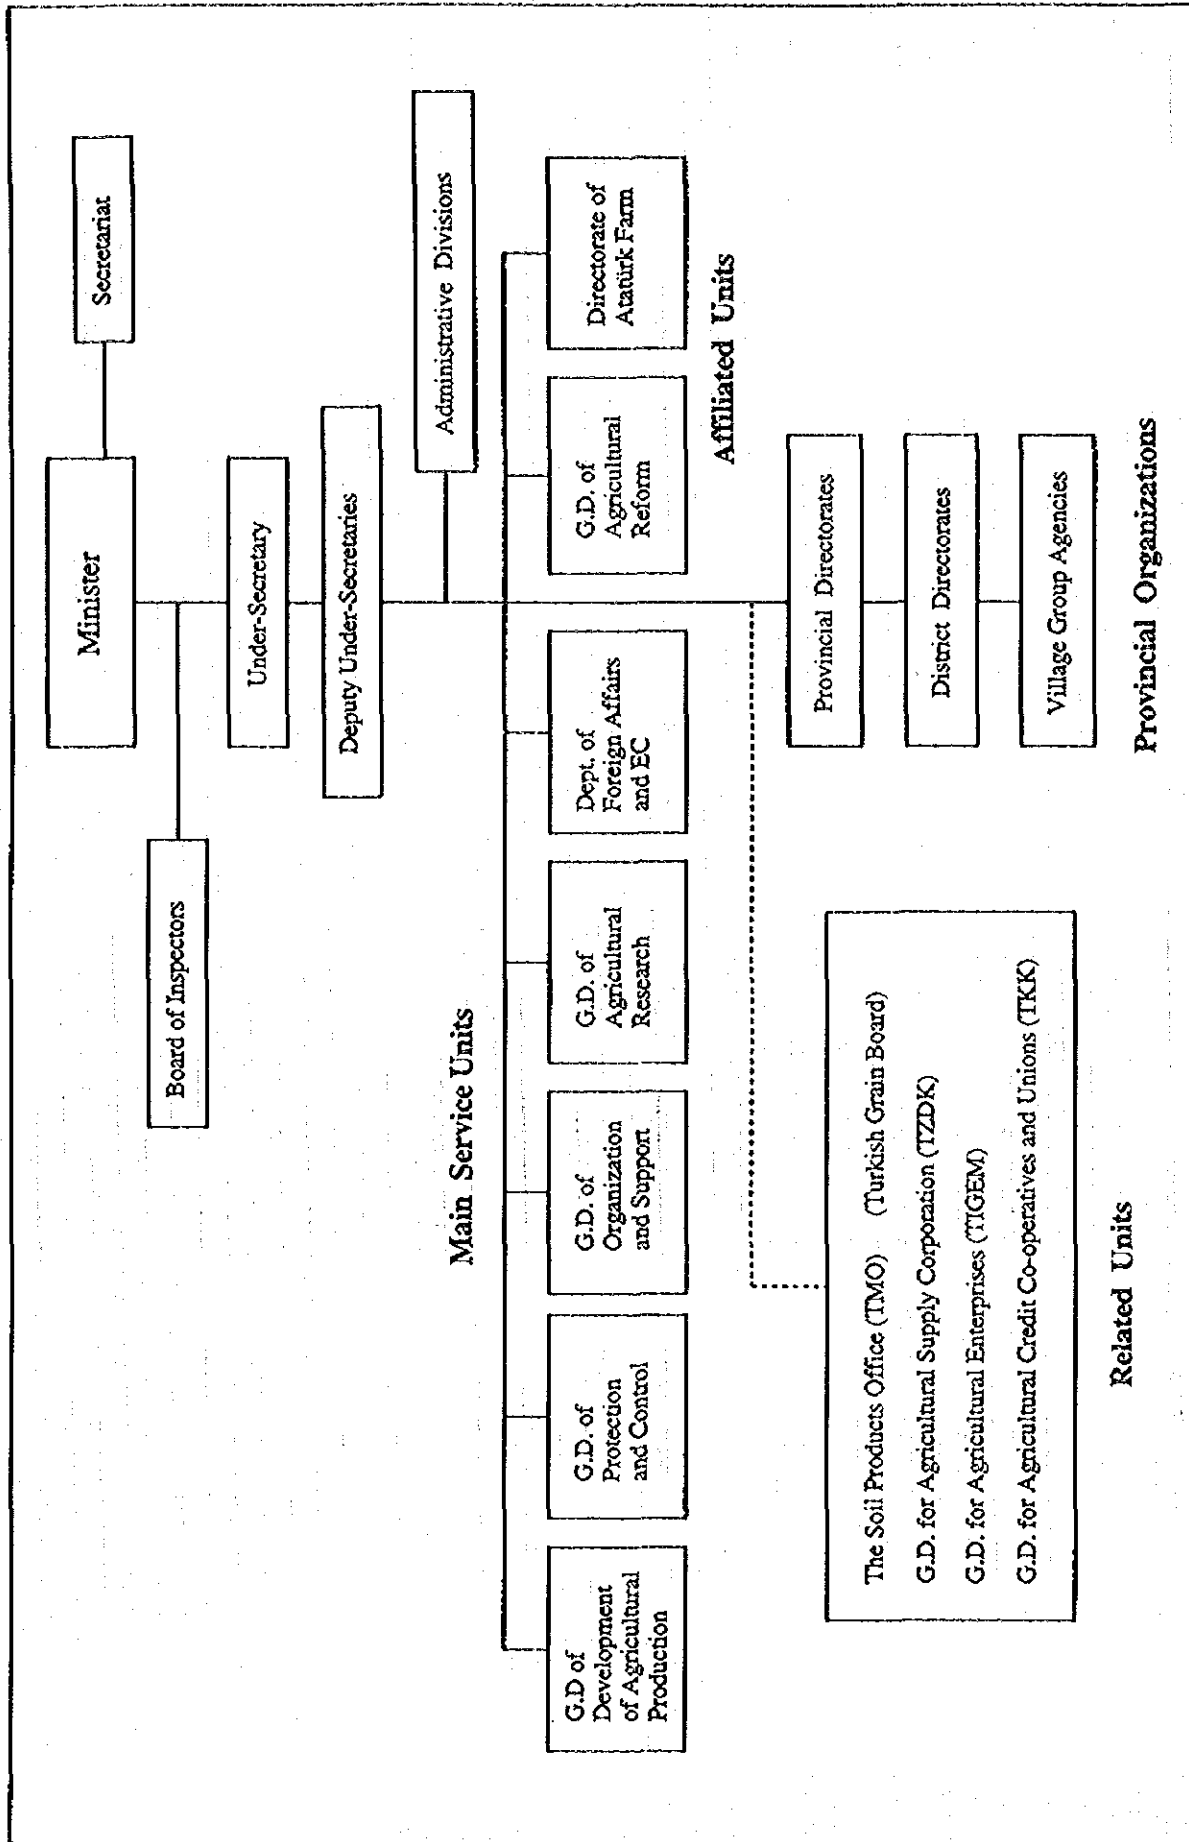 Minister
Secretariat
Board of Inspectors
Under-Secretary
Deputy Under-Secretaries
Administrative Divisions
Main Service Units
G.D of
Development
of Agricultural
Production
G.D. of
Protection
and Control
G.D. of
Organization
and Support
G.D. of
Agricultural
Research
Dept. of
Foreign Affairs
and EC
G.D. of
Agricultural
Reform
Directorate of
Atatürk Farm
Affiliated Units
The Soil Products Office (TMO) (Turkish Grain Board)
G.D. for Agricultural Supply Corporation (TZDK)
G.D. for Agricultural Enterprises (TIGEM)
G.D. for Agricultural Credit Co-operatives and Unions (TKK)
Related Units
Provincial Directorates
District Directorates
Village Group Agencies
Provincial Organizations